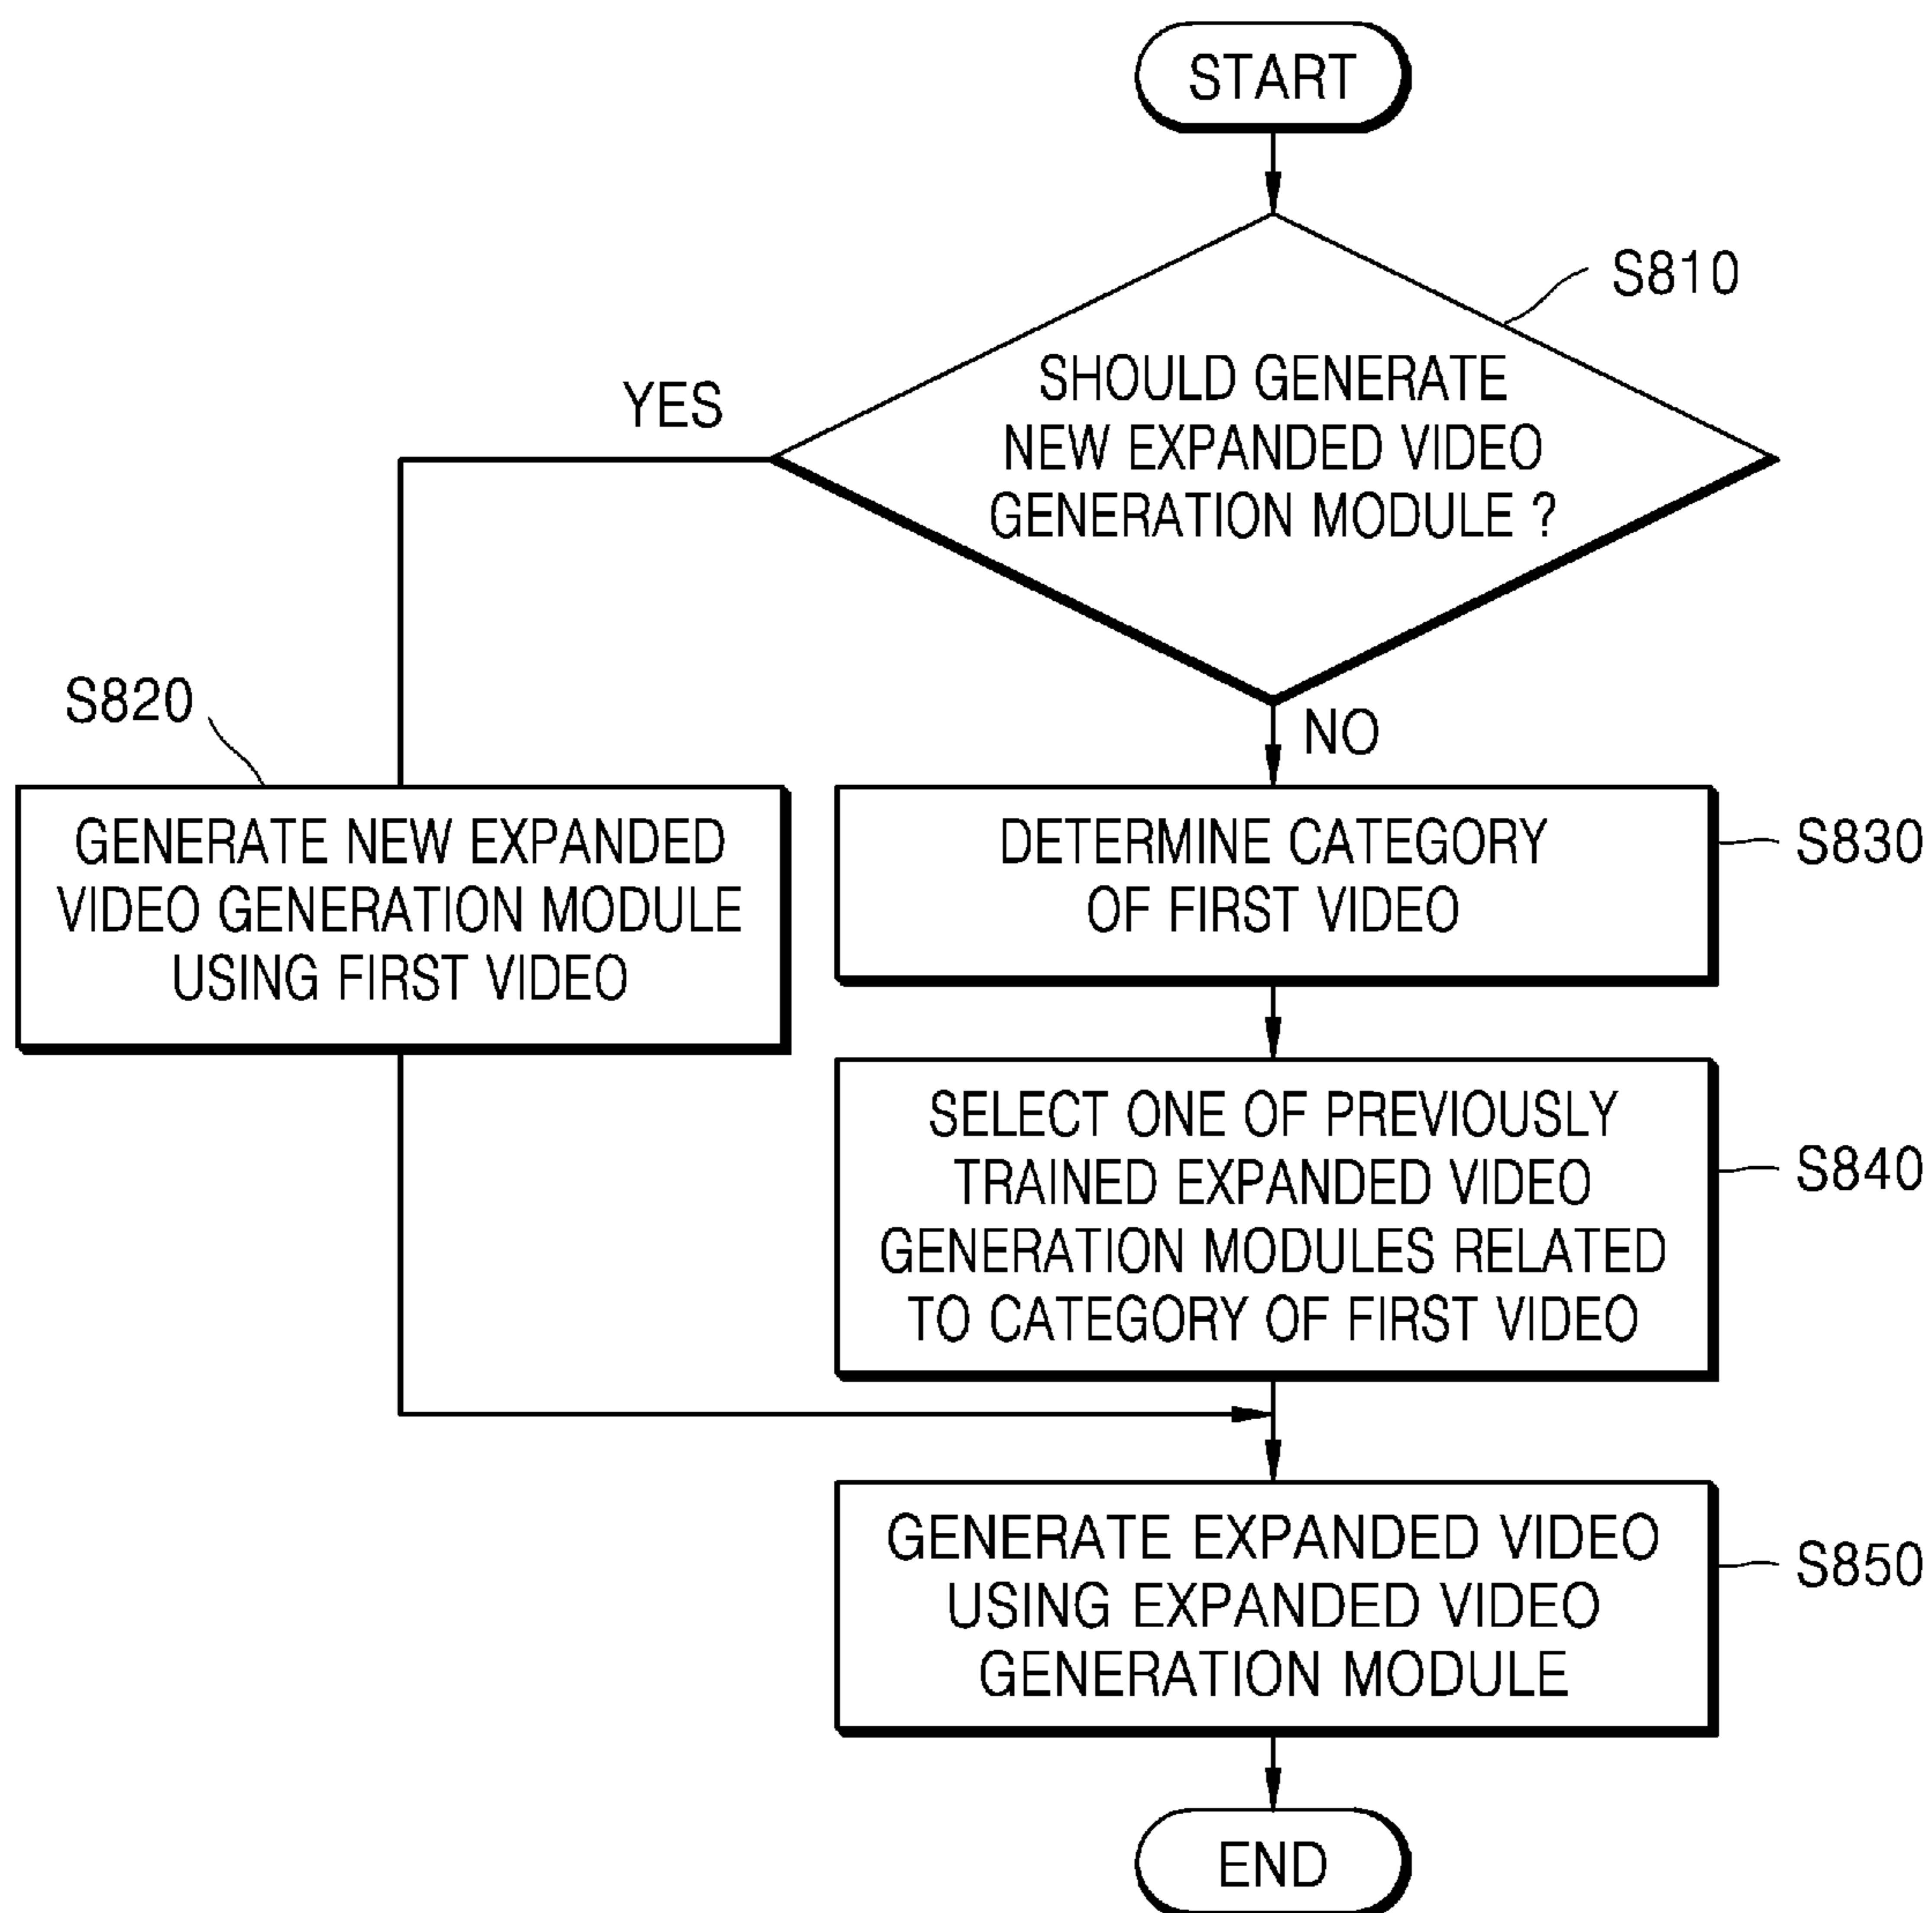 START
S810
SHOULD GENERATE
NEW EXPANDED VIDEO
GENERATION MODULE ?
YES
NO
S820
GENERATE NEW EXPANDED
VIDEO GENERATION MODULE
USING FIRST VIDEO
DETERMINE CATEGORY
OF FIRST VIDEO
S830
SELECT ONE OF PREVIOUSLY
TRAINED EXPANDED VIDEO
GENERATION MODULES RELATED
TO CATEGORY OF FIRST VIDEO
S840
GENERATE EXPANDED VIDEO
USING EXPANDED VIDEO
GENERATION MODULE
S850
END